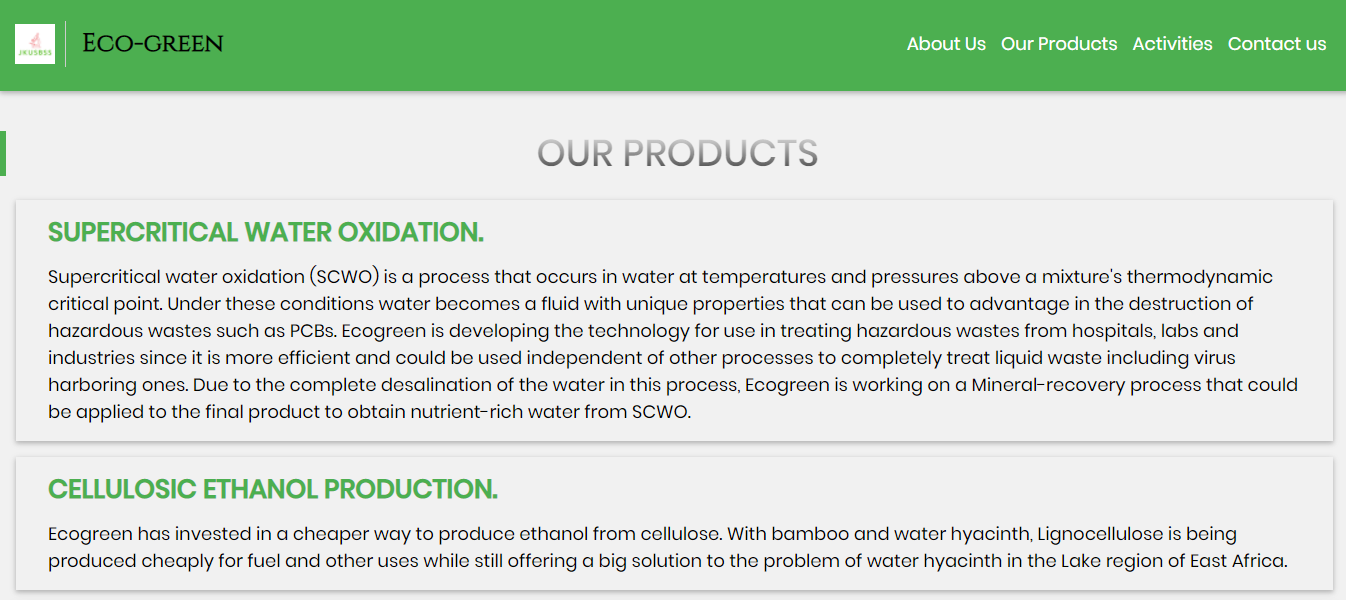 JKUSBSS
Eco-green
About Us Our Products Activities Contact us
OUR PRODUCTS
SUPERCRITICAL WATER OXIDATION.
Supercritical water oxidation (SCWO) is a process that occurs in water at temperatures and pressures above a mixture's thermodynamic
critical point. Under these conditions water becomes a fluid with unique properties that can be used to advantage in the destruction of
hazardous wastes such as PCBs. Ecogreen is developing the technology for use in treating hazardous wastes from hospitals, labs and
industries since it is more efficient and could be used independent of other processes to completely treat liquid waste including virus
harboring ones. Due to the complete desalination of the water in this process, Ecogreen is working on a Mineral-recovery process that could
be applied to the final product to obtain nutrient-rich water from SCWO.
CELLULOSIC ETHANOL PRODUCTION.
Ecogreen has invested in a cheaper way to produce ethanol from cellulose. With bamboo and water hyacinth, Lignocellulose is being
produced cheaply for fuel and other uses while still offering a big solution to the problem of water hyacinth in the Lake region of East Africa.